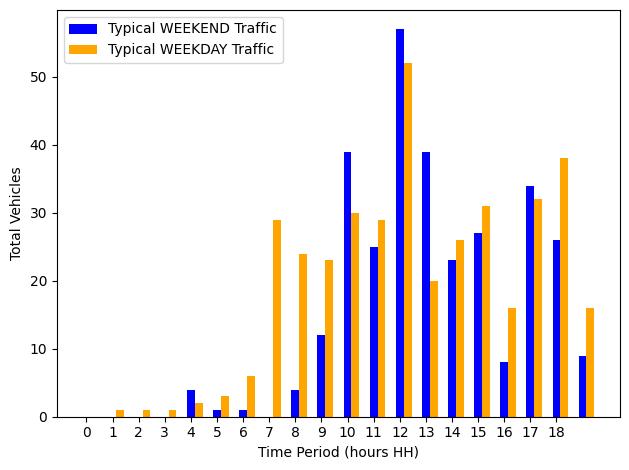 Typical WEEKEND Traffic
Typical WEEKDAY Traffic
Total Vehicles
50
40
30
20
10
0
0 1 2 3 4 5 6 7 8 9 10 11 12 13 14 15 16 17 18
Time Period (hours HH)